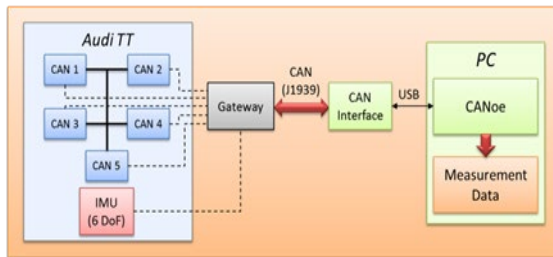 Audi TT
CAN 1
CAN 2
CAN 3
CAN 4
CAN 5
IMU
(6 DoF)
Gateway
CAN
(J1939)
CAN
Interface
USB
PC
CANoe
Measurement
Data